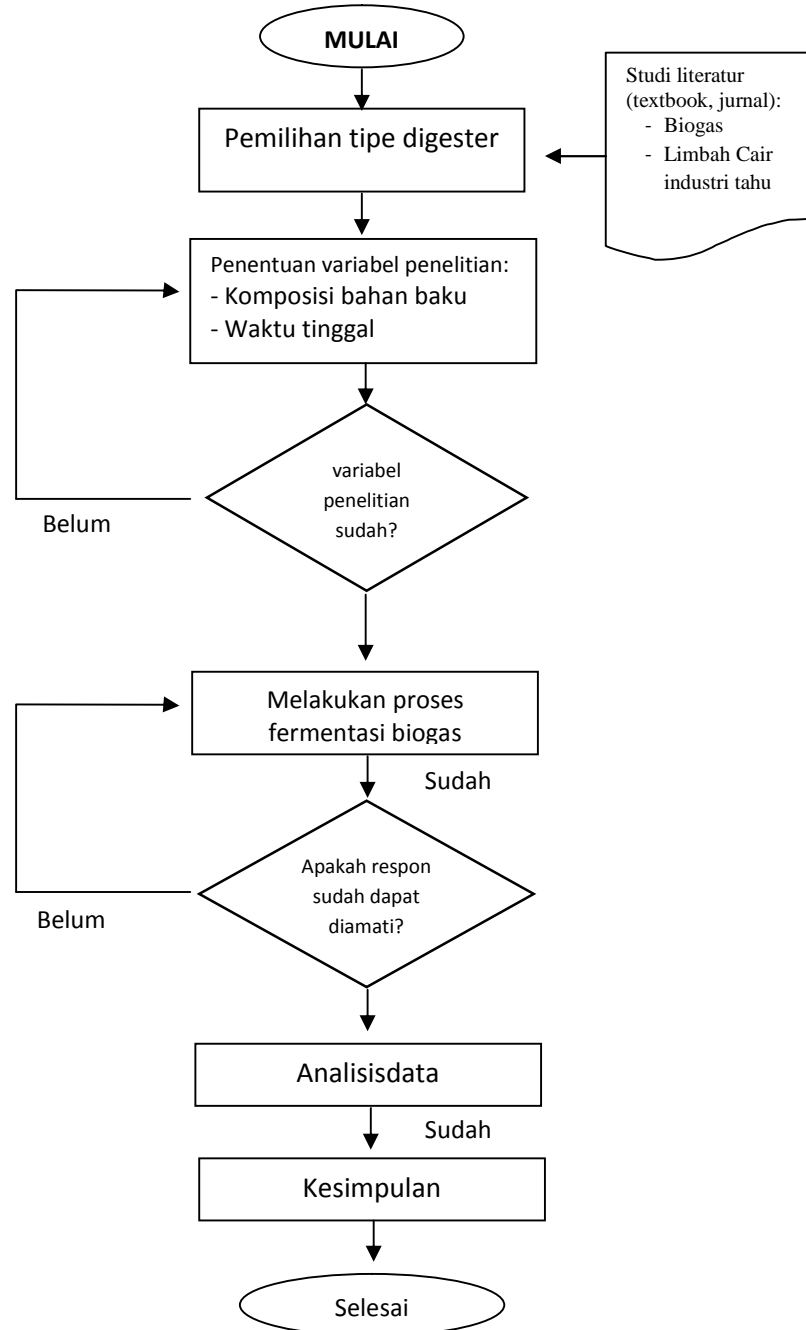 MULAI
Studi literatur
(textbook, jurnal):
- Biogas
- Limbah Cair
industri tahu
Pemilihan tipe digester
Penentuan variabel penelitian:
- Komposisi bahan baku
- Waktu tinggal
variabel
penelitian
sudah?
Belum
Melakukan proses
fermentasi biogas
Sudah
Apakah respon
sudah dapat
diamati?
Belum
Analisisdata
Sudah
Kesimpulan
Selesai